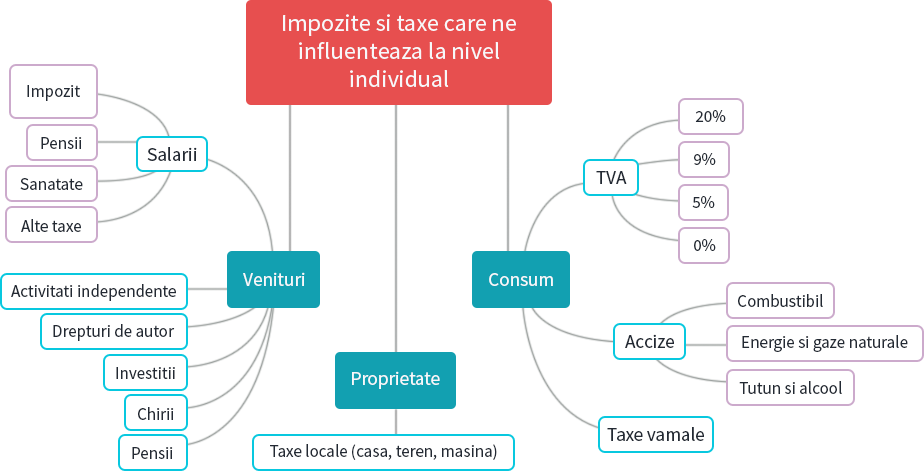 Impozite si taxe care ne
influenteaza la nivel
individual
Impozit
Pensii
Sanatate
Alte taxe
Salarii
Venituri
Activitati independente
Drepturi de autor
Investitii
Chirii
Pensii
Proprietate
Taxe locale (casa, teren, masina)
Consum
TVA
20%
9%
5%
0%
Accize
Combustibil
Energie si gaze naturale
Tutun si alcool
Taxe vamale